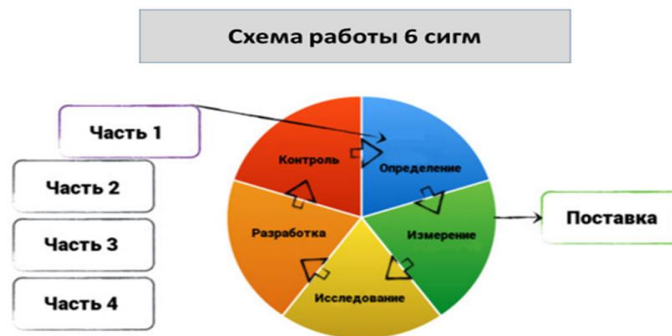 Схема работы 6 сигм
Часть 1
Часть 2
Часть 3
Часть 4
Контроль
Определение
Разработка
Измерение
Исследование
Поставка